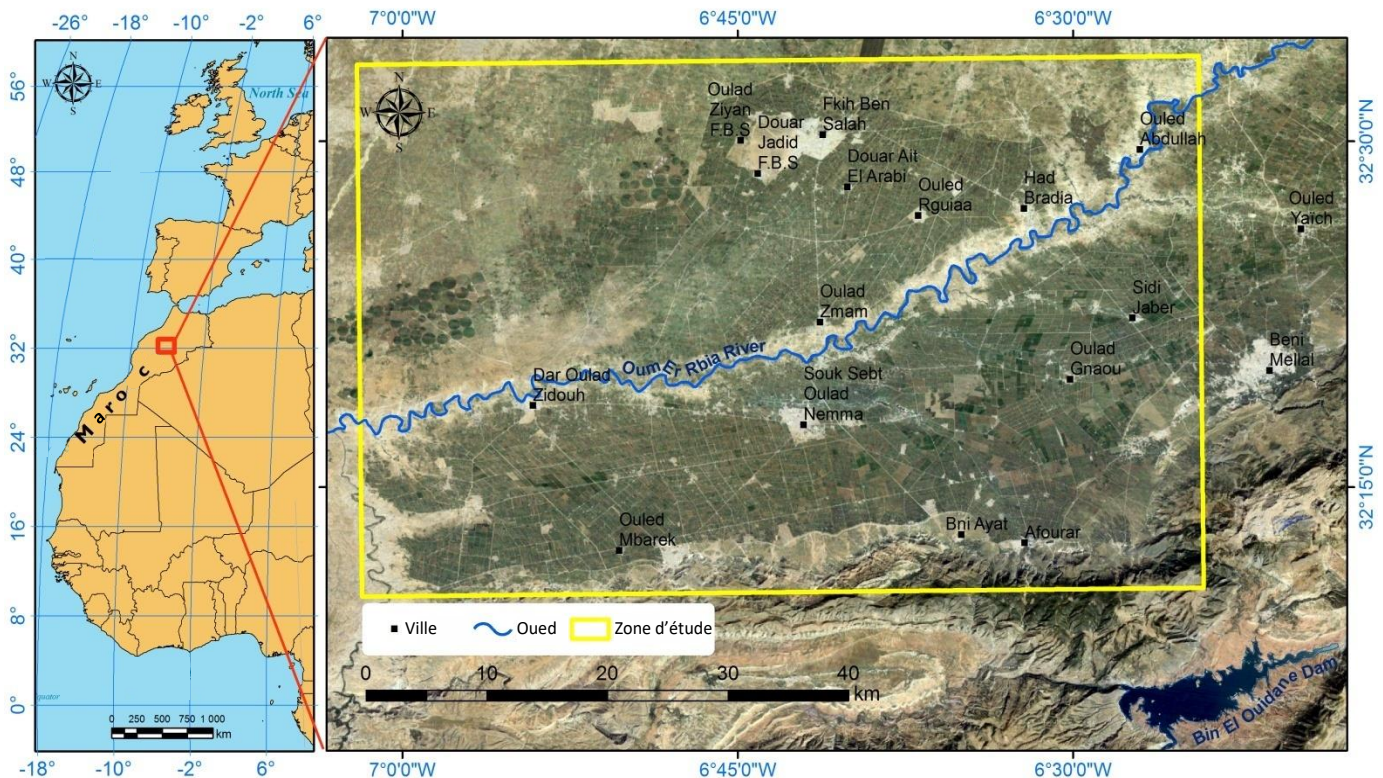 -26°
-18°
-10°
-2°
6°
7°0'0"W
6°45'0"W
6°30'0"W
N
W
S
North Sea
56°
48°
40°
32°
24°
16°
8°
0°
Maroc
Equator
0 250 500 750 1 000
km
-18°
-10°
-2°
6°
N
W
E
S
Oulad
Ziyan
F.B.S
Fkih Ben
Salah
Douar
Jadid
F.B.S
Ouled
Abdullah
32°30'0"N
Douar Ait
El Arabi
Ouled
Rguiaa
Had
Bradia
Ouled
Yaich
Oulad
Zmam
Sidi
Jaber
Oum Er Rbia River
Oulad
Gnaou
Beni
Mellal
Dar Oulad
Zidouh
Souk Sebt
Oulad
Nemma
32°15'0"N
Ouled
Mbarek
Bni Ayat
Afourar
Ville
Oued
Zone d'étude
0 10 20 30 40
km
Bin El Ouidane Dam
7°0'0"W
6°45'0"W
6°30'0"W